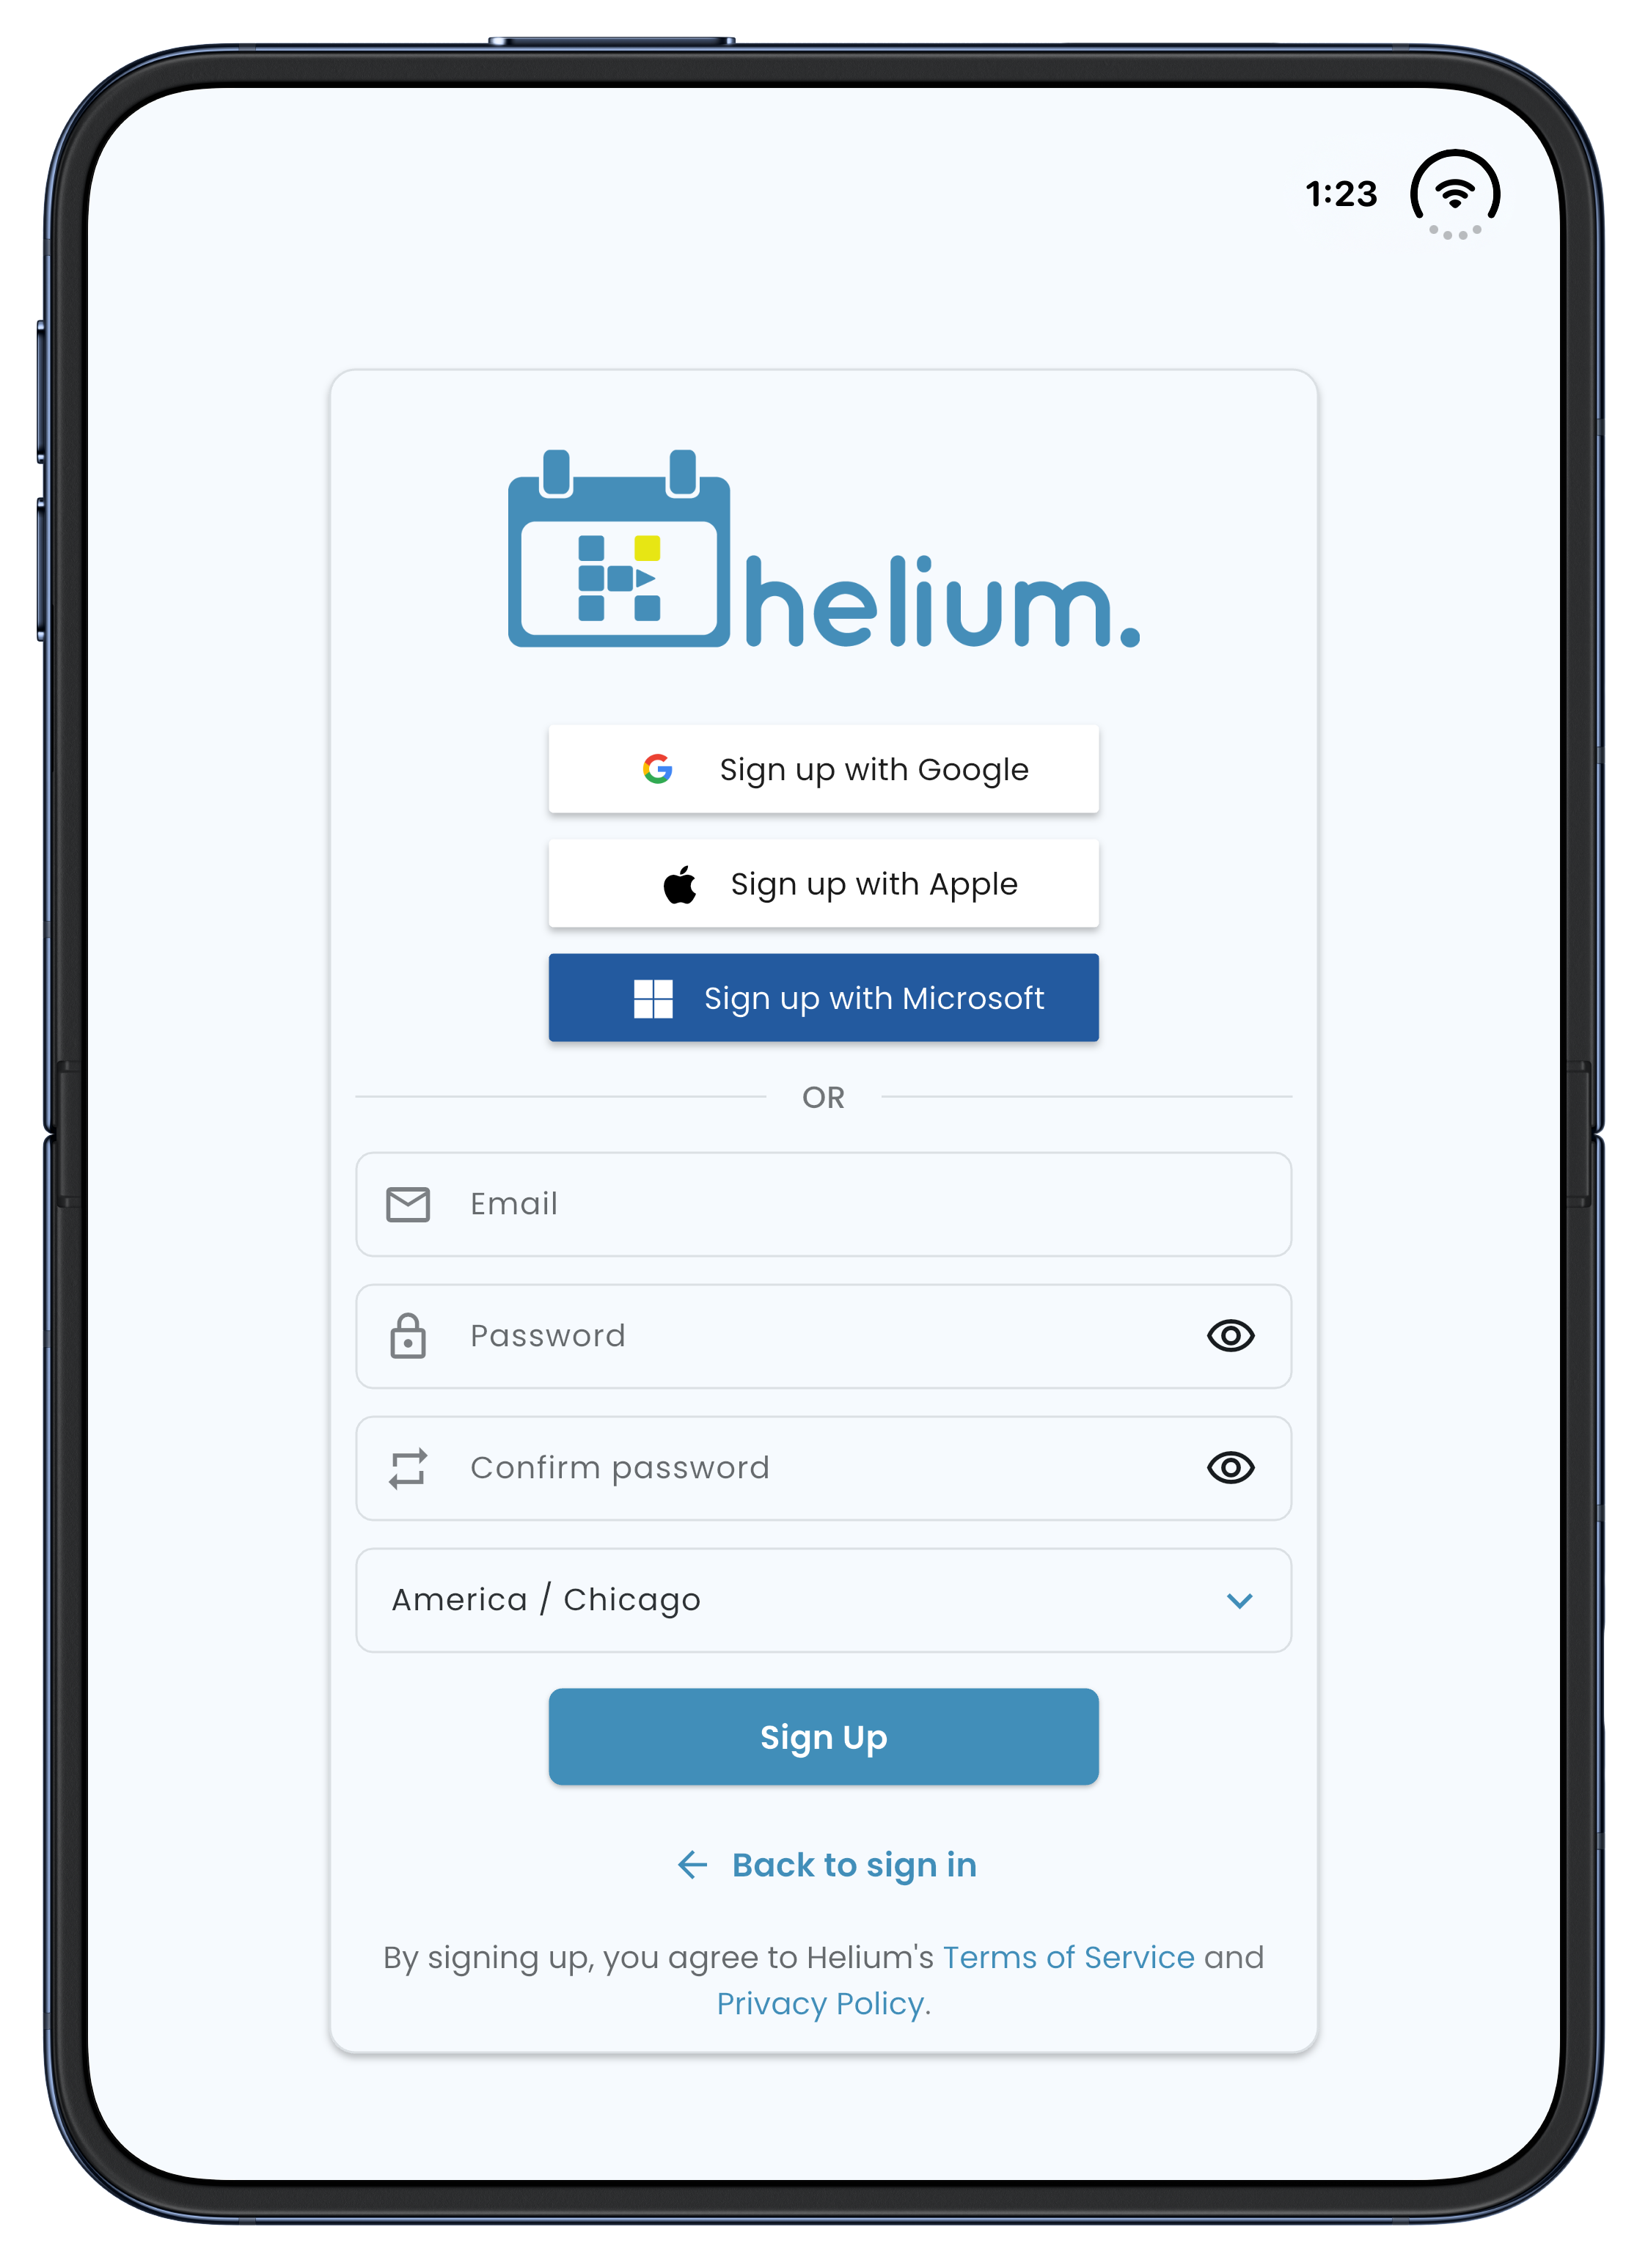 1:23
helium.
Sign up with Google
Sign up with Apple
Sign up with Microsoft
OR
Email
Password
Confirm password
America / Chicago
Sign Up
Back to sign in
By signing up, you agree to Helium's Terms of Service and
Privacy Policy.